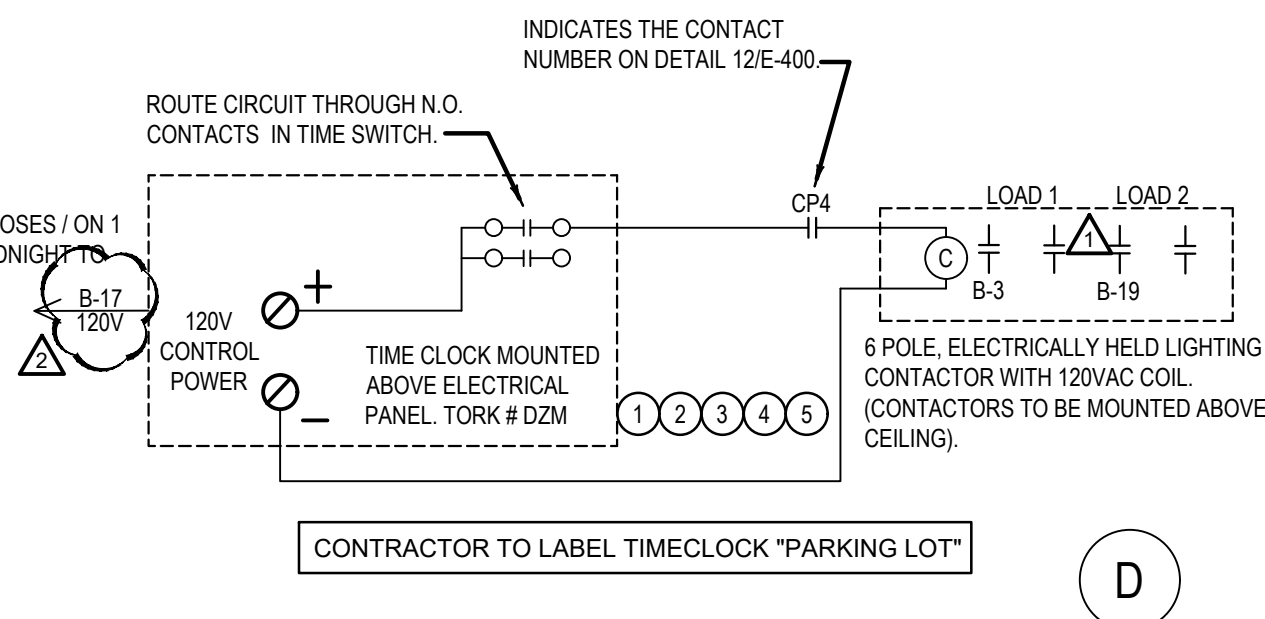 INDICATES THE CONTACT
NUMBER ON DETAIL 12/E-400.
ROUTE CIRCUIT THROUGH N.O.
CONTACTS IN TIME SWITCH.
OSES / ON 1
TO
B-17
120V
2
120V
CONTROL
POWER
+
−
TIME CLOCK MOUNTED
ABOVE ELECTRICAL
PANEL. TORK # DZM
1 2 3 4 5
CP4
LOAD 1 LOAD 2
C
1
B-3 B-19
6 POLE, ELECTRICALLY HELD LIGHTING
CONTACTOR WITH 120VAC COIL.
(CONTACTORS TO BE MOUNTED ABOVE
CEILING).
CONTRACTOR TO LABEL TIMECLOCK "PARKING LOT"
D